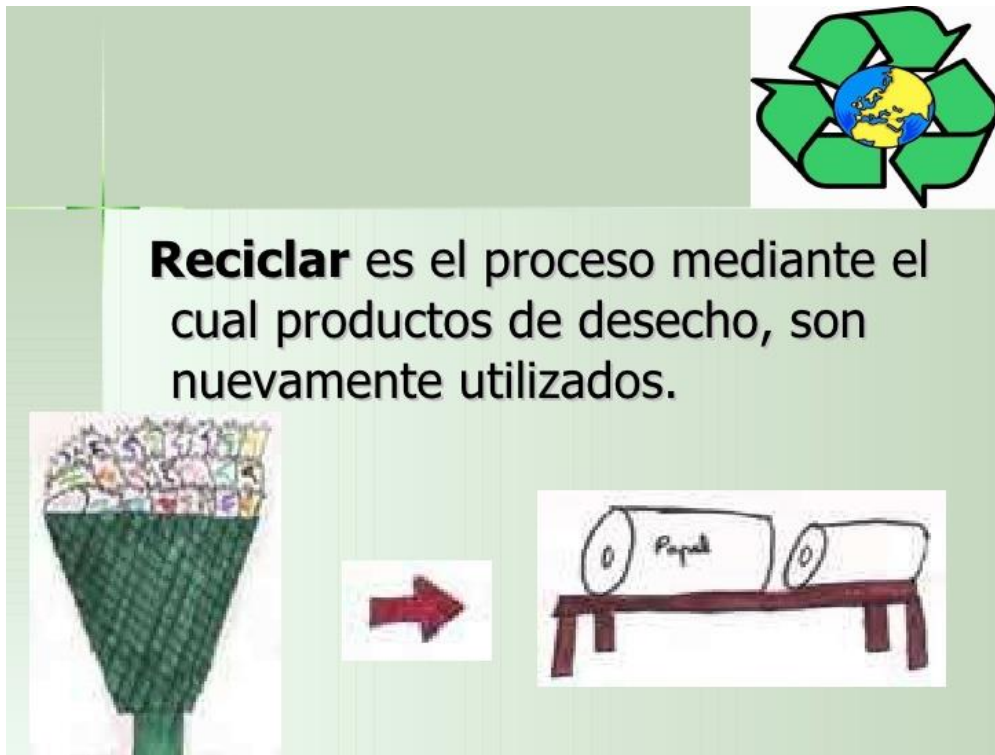 Reciclar es el proceso mediante el
cual productos de desecho, son
nuevamente utilizados.
Papel